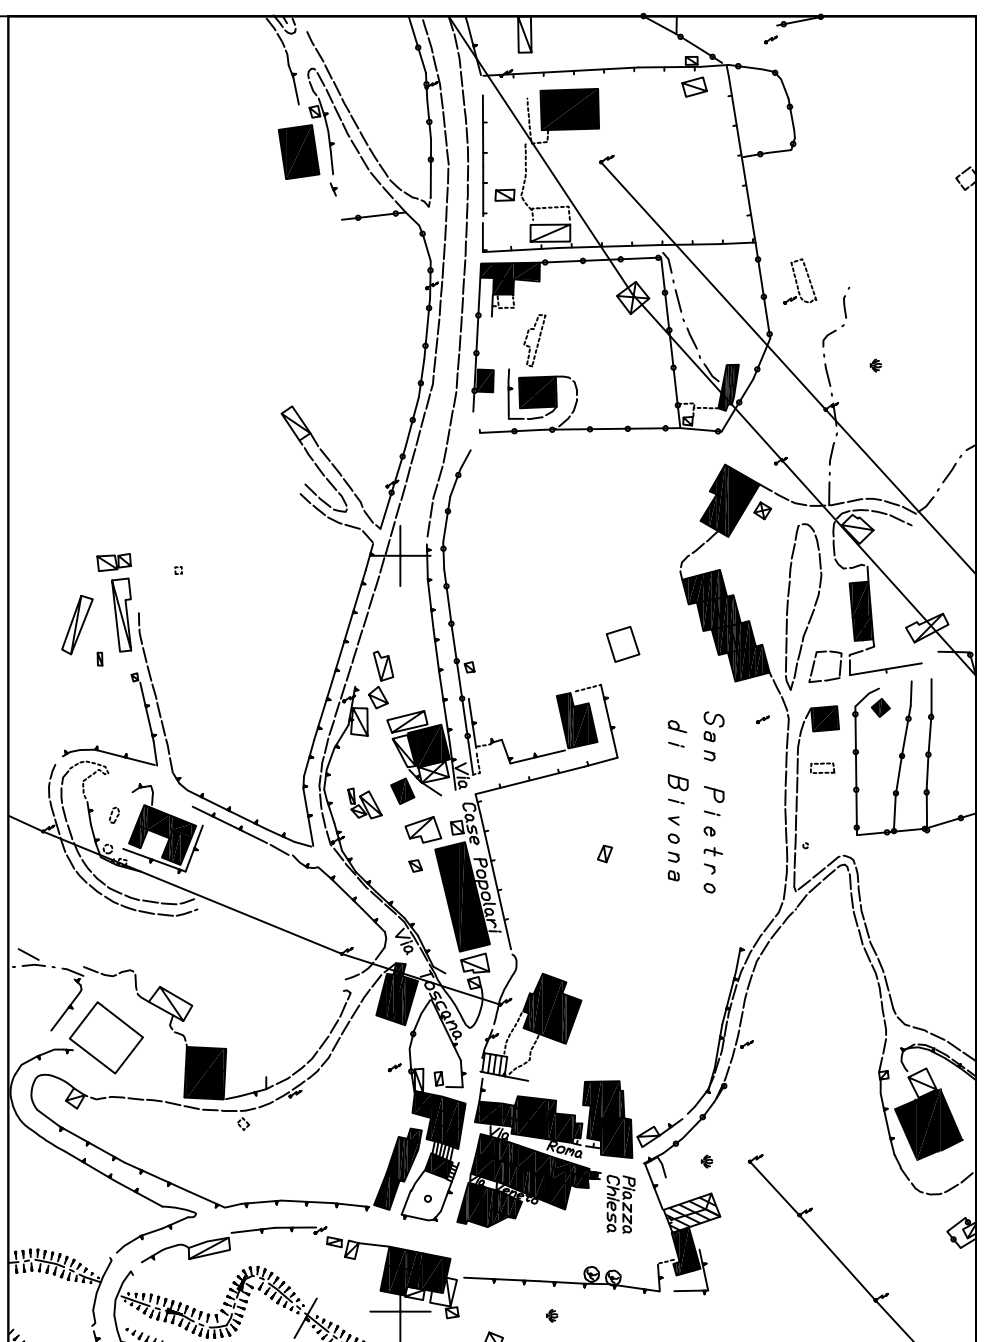 San Pietro
di Bivona
Via Case Popolari
Via Toscana
Via Roma
Via Veneto
Piazza
Chiesa